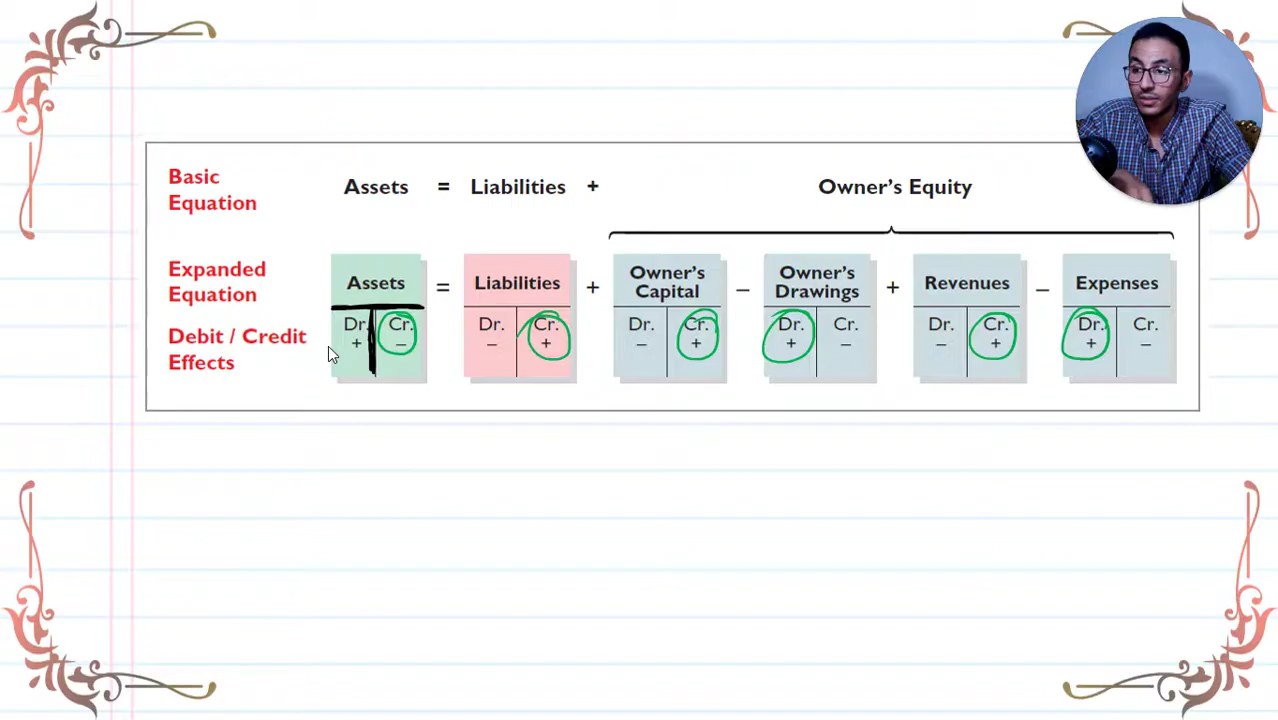 Basic
Equation
Assets = Liabilities + Owner's Equity
Expanded
Equation
Assets = Liabilities + Owner's Capital – Owner's Drawings + Revenues – Expenses
Debit / Credit
Effects
Dr. Cr. Dr. Cr. Dr. Cr. Dr. Cr. Dr. Cr. Dr. Cr.
+ – – + – + + – – + + –